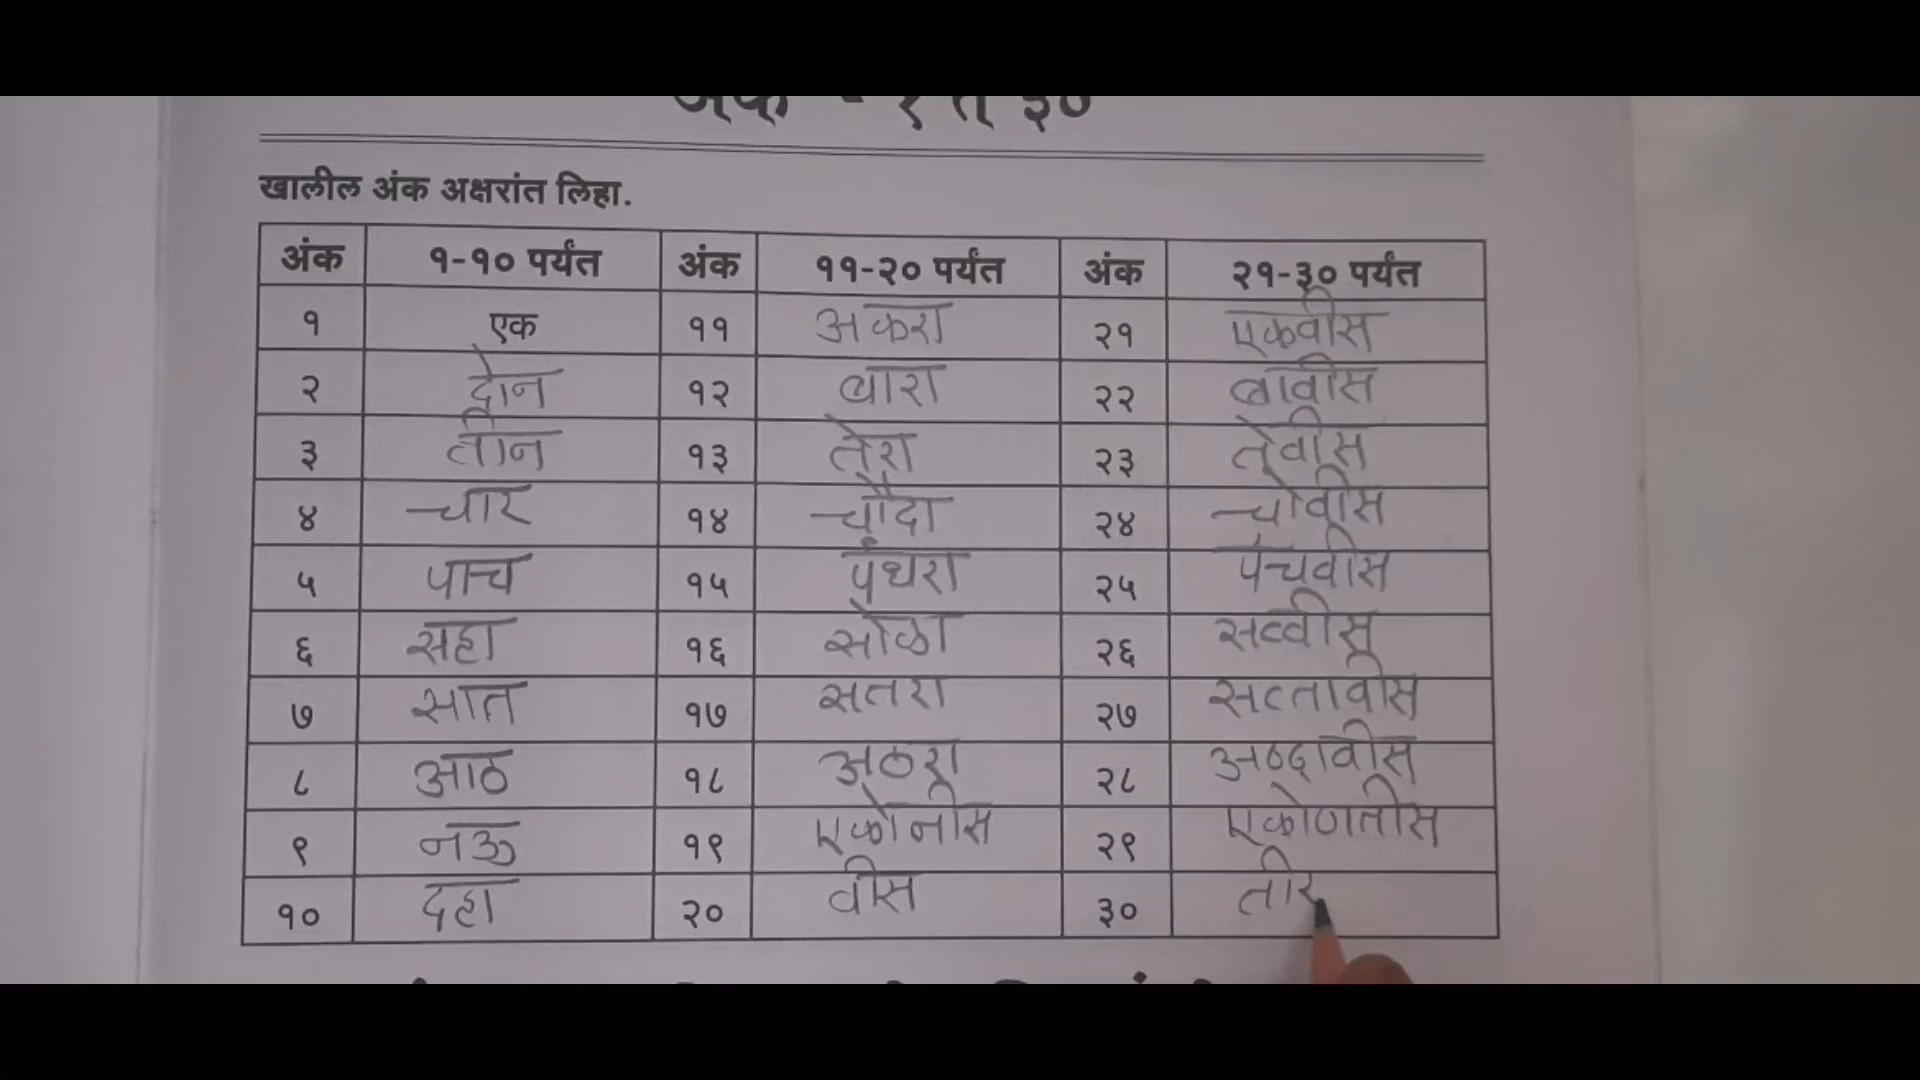 अंक - १ ते ३०
खालील अंक अक्षरांत लिहा.
अंक १-१० पर्यंत अंक ११-२० पर्यंत अंक २१-३० पर्यंत
१ एक ११ अकरा २१ एकवीस
२ दोन १२ बारा २२ बावीस
३ तीन १३ तेरा २३ तेवीस
४ चार १४ चौदा २४ चोवीस
५ पाच १५ पंधरा २५ पंचवीस
६ सहा १६ सोळा २६ सव्वीस
७ सात १७ सतरा २७ सत्तावीस
८ आठ १८ अठरा २८ अठ्ठावीस
९ नऊ १९ एकोनीस २९ एकोणतीस
१० दहा २० वीस ३० तीर